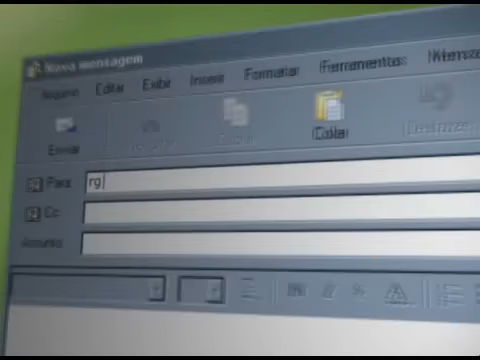 Nova mensagem
Arquivo Editar Exibir Inserir Formatar Ferramentas
Enviar Colar
Para: rg
Cc:
Assunto: